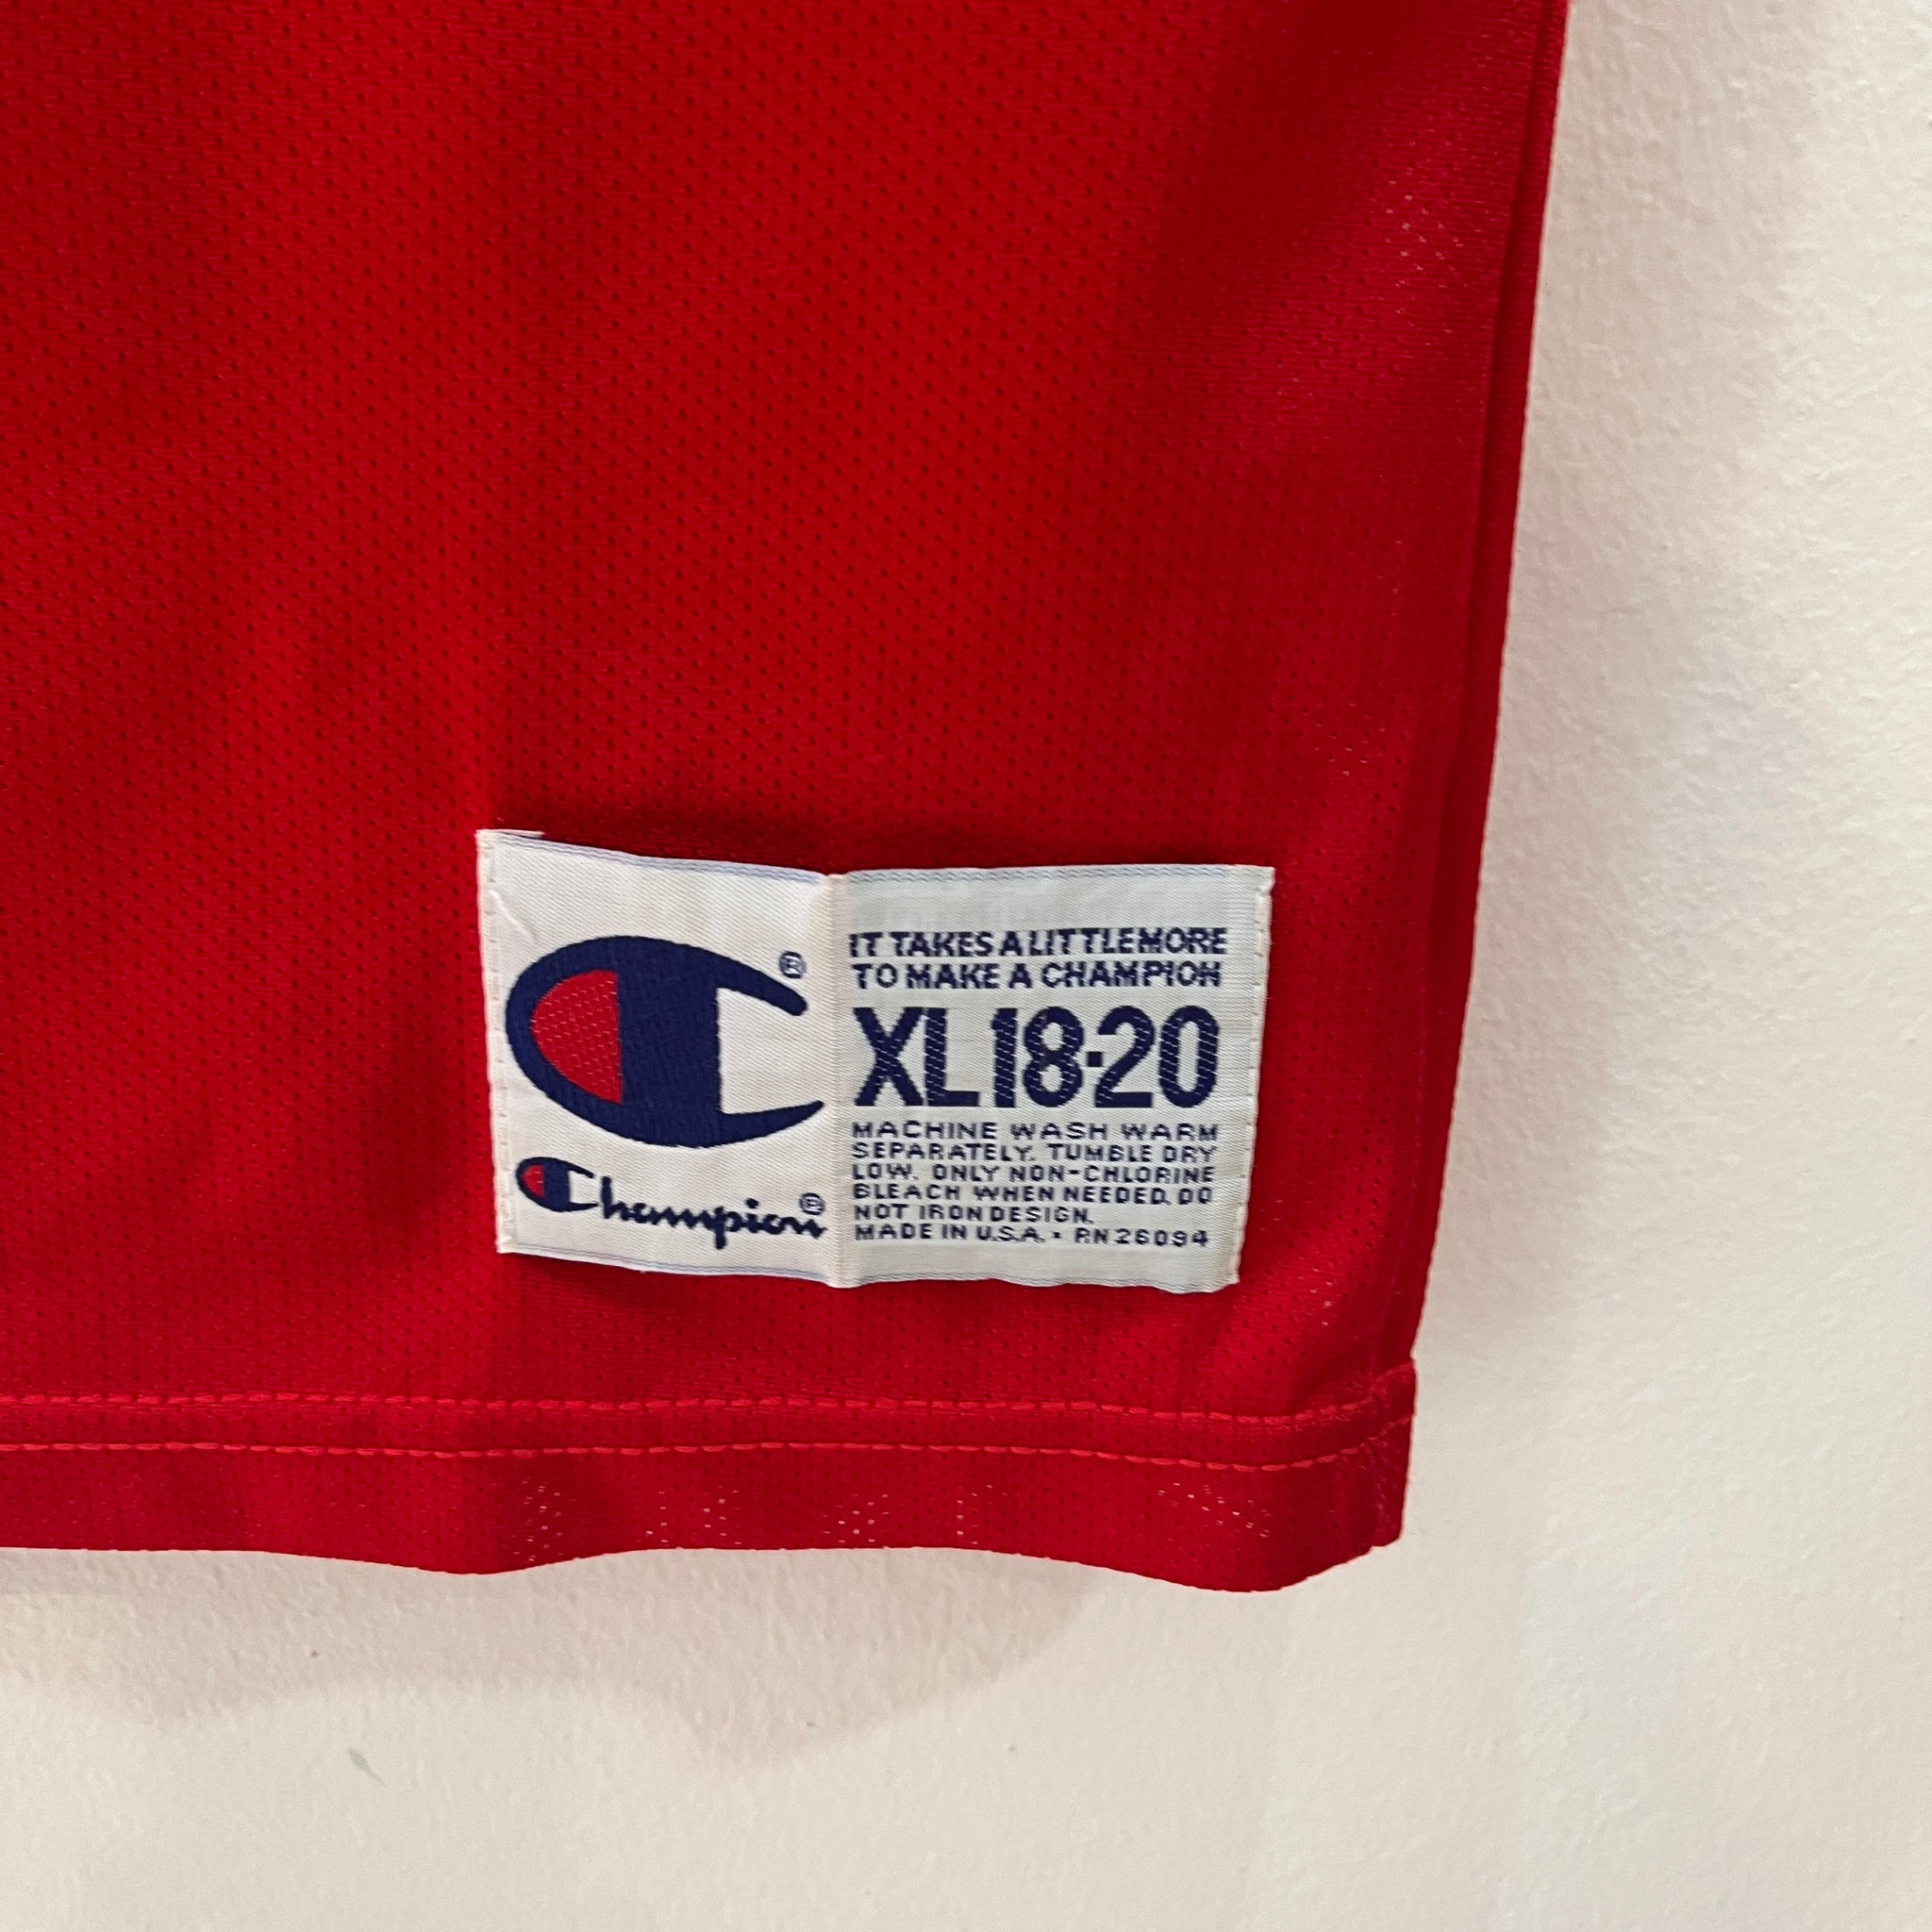 ®
Champion®
IT TAKES A LITTLE MORE
TO MAKE A CHAMPION
XL 18-20
MACHINE WASH WARM
SEPARATELY. TUMBLE DRY
LOW. ONLY NON-CHLORINE
BLEACH WHEN NEEDED. DO
NOT IRON DESIGN.
MADE IN U.S.A. • RN 26094